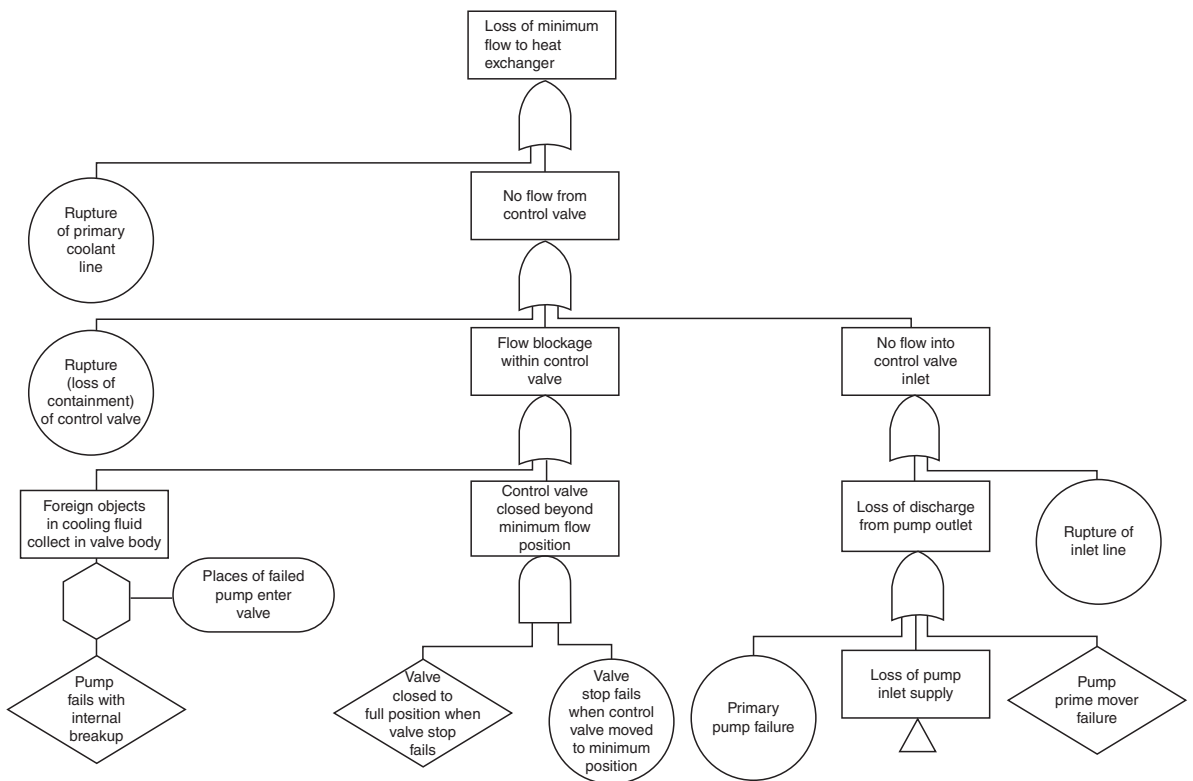 Loss of minimum
flow to heat
exchanger
Rupture
of primary
coolant
line
No flow from
control valve
Rupture
(loss of
containment)
of control valve
Flow blockage
within control
valve
No flow into
control valve
inlet
Foreign objects
in cooling fluid
collect in valve body
Control valve
closed beyond
minimum flow
position
Loss of discharge
from pump outlet
Rupture of
inlet line
Places of failed
pump enter
valve
Pump
fails with
internal
breakup
Valve
closed to
full position when
valve stop
fails
Valve
stop fails
when control
valve moved
to minimum
position
Primary
pump failure
Loss of pump
inlet supply
Pump
prime mover
failure